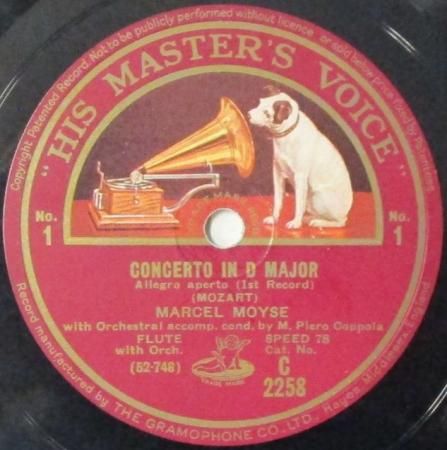 Copyright Patented Record. Not to be publicly performed without licence or sold below Price fixed by Patentees
"HIS MASTER'S VOICE"
TRADE MARK
No.
1
No.
1
CONCERTO IN D MAJOR
Allegro aperto (1st Record)
(MOZART)
MARCEL MOYSE
with Orchestral accomp. cond. by M. Piero Coppola
FLUTE
with Orch.
(52-748)
TRADE MARK
SPEED 78
Cat. No.
C
2258
Record manufactured by THE GRAMOPHONE CO., LTD., Hayes, Middlesex, England